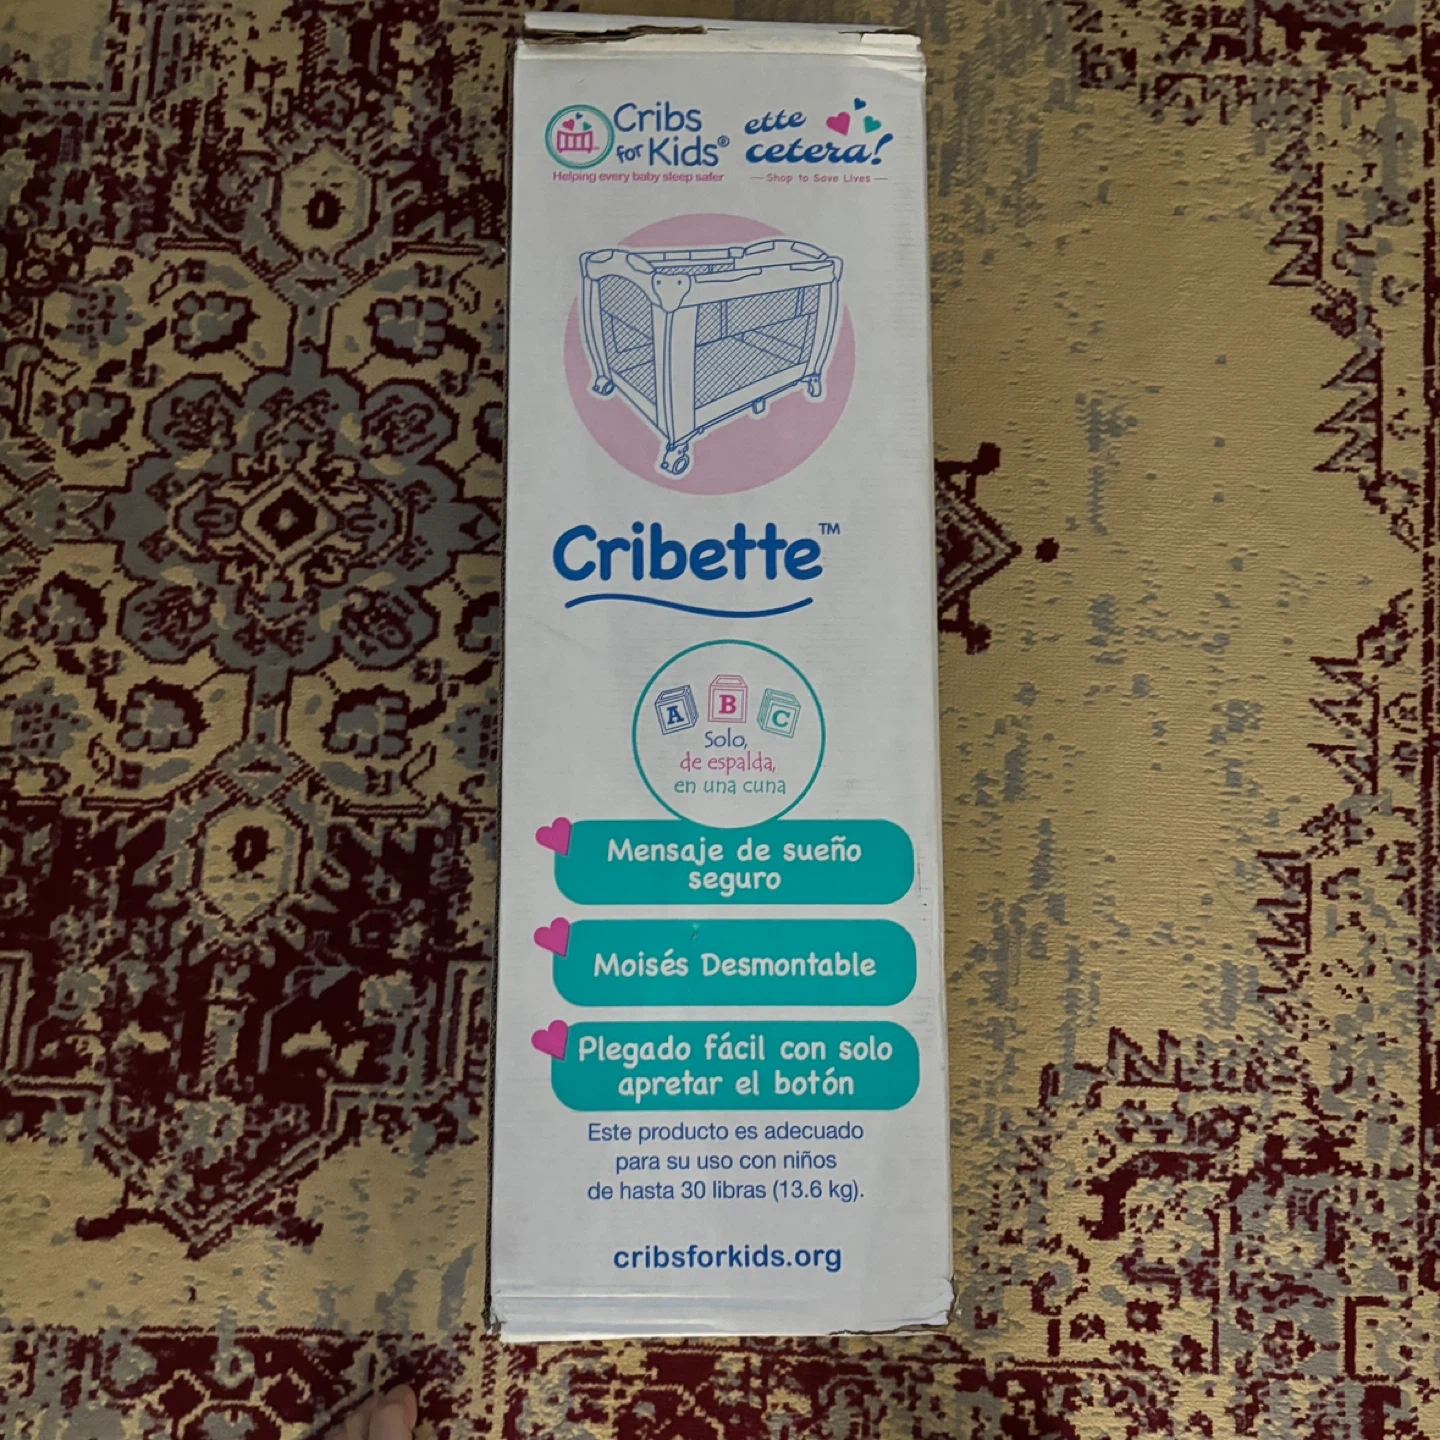 Cribs
for Kids®
Helping every baby sleep safer
ette
cetera!
Shop to Save Lives
Cribette™
A B C
Solo,
de espalda,
en una cuna
Mensaje de sueño
seguro
Moisés Desmontable
Plegado fácil con solo
apretar el botón
Este producto es adecuado
para su uso con niños
de hasta 30 libras (13.6 kg).
cribsforkids.org